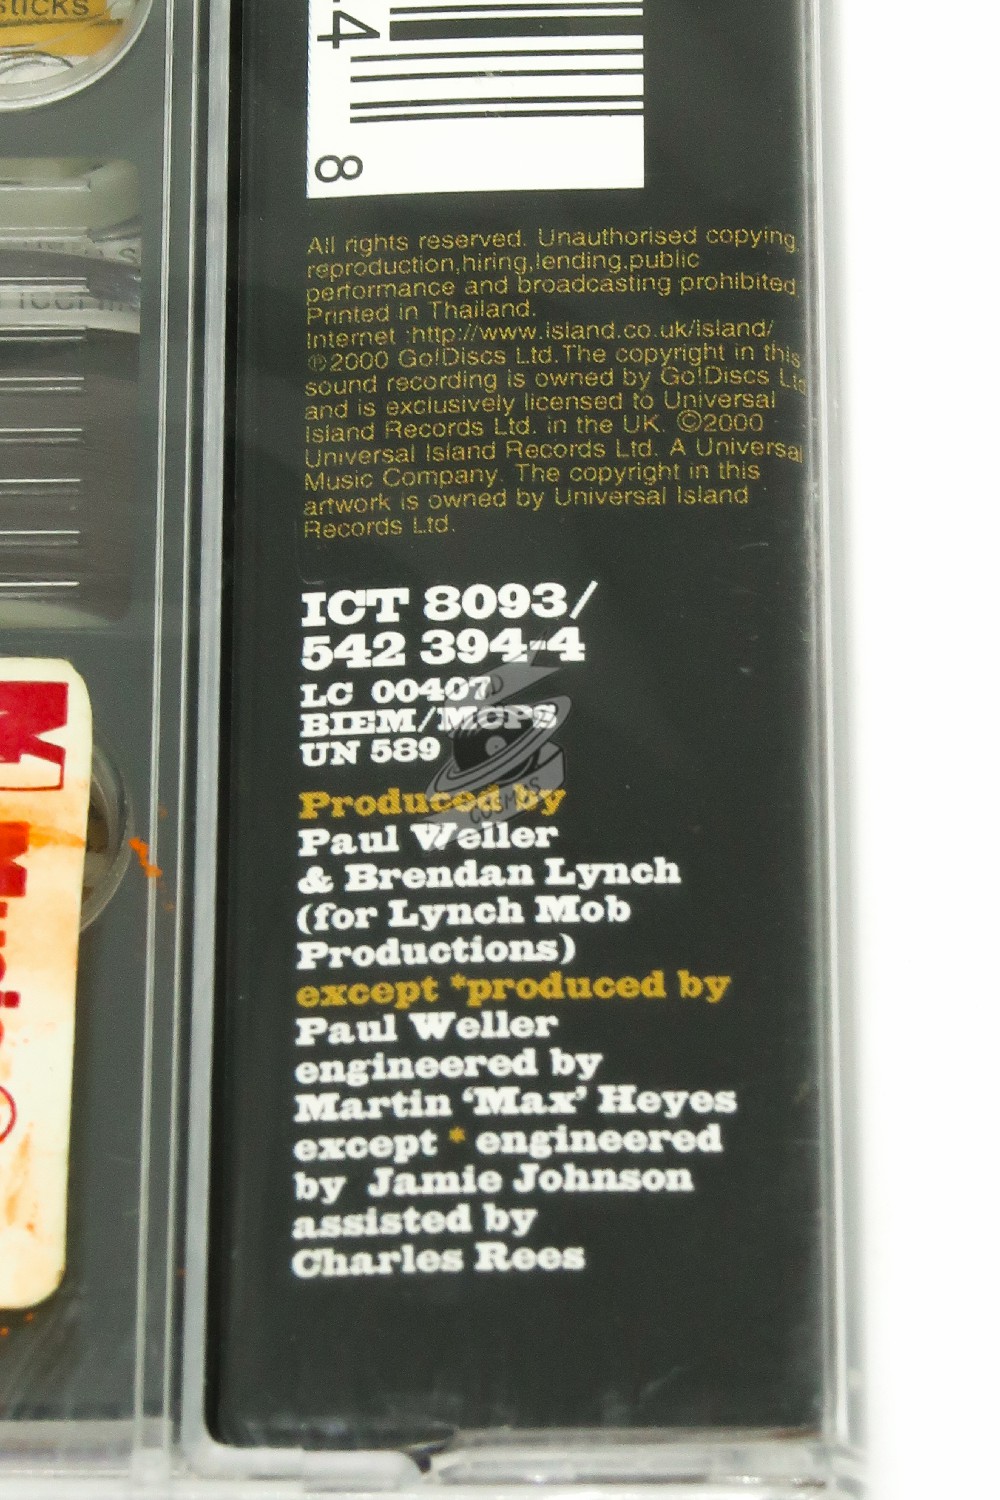 sticks
4
8
All rights reserved. Unauthorised copying,
reproduction,hiring,lending.public
performance and broadcasting prohibited.
Printed in Thailand.
Internet :http://www.island.co.uk/island/
℗2000 Go!Discs Ltd.The copyright in this
sound recording is owned by Go!Discs Ltd
and is exclusively licensed to Universal
Island Records Ltd. in the UK. ©2000
Universal Island Records Ltd. A Universal
Music Company. The copyright in this
artwork is owned by Universal Island
Records Ltd.
ICT 8093/
542 394-4
LC 00407
BIEM/MCPS
UN 589
Produced by
Paul Weller
& Brendan Lynch
(for Lynch Mob
Productions)
except *produced by
Paul Weller
engineered by
Martin ‘Max’ Heyes
except * engineered
by Jamie Johnson
assisted by
Charles Rees
M
COSMOS